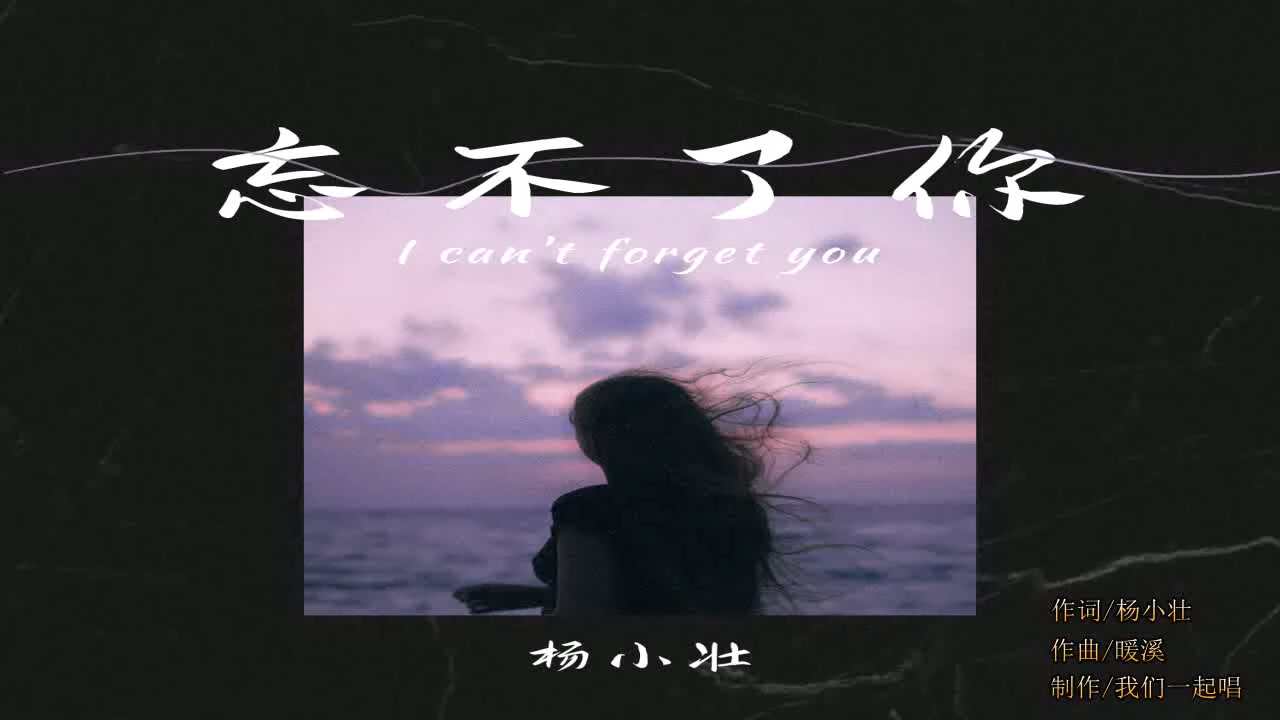 忘不了你
I can't forget you
杨小壮
作词/杨小壮
作曲/暖溪
制作/我们一起唱